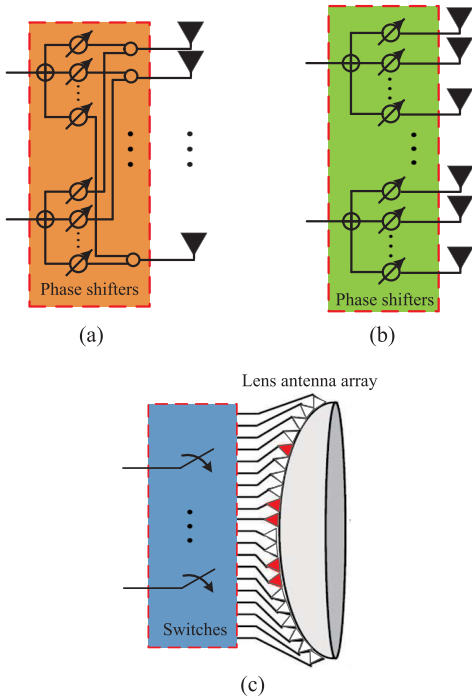 Phase shifters
Phase shifters
(a)
(b)
Lens antenna array
Switches
(c)